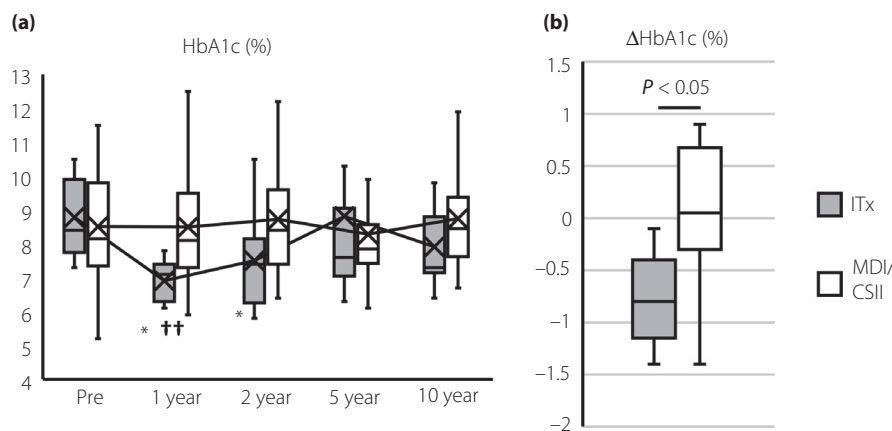 (a)
HbA1c (%)
13
12
11
10
9
8
7
6
5
4
* ††
*
Pre 1 year 2 year 5 year 10 year
(b)
ΔHbA1c (%)
1.5
1
0.5
0
−0.5
−1
−1.5
−2
P < 0.05
ITx
MDI/
CSII